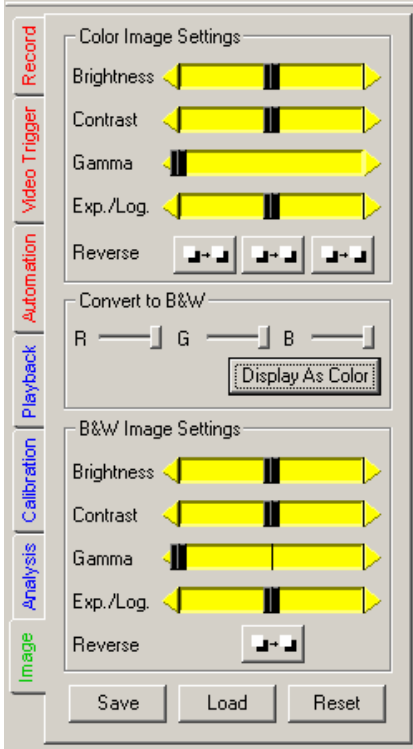 Record
Video Trigger
Automation
Playback
Calibration
Analysis
Image
Color Image Settings
Brightness
Contrast
Gamma
Exp./Log.
Reverse
Convert to B&W
R G B
Display As Color
B&W Image Settings
Brightness
Contrast
Gamma
Exp./Log.
Reverse
Save Load Reset